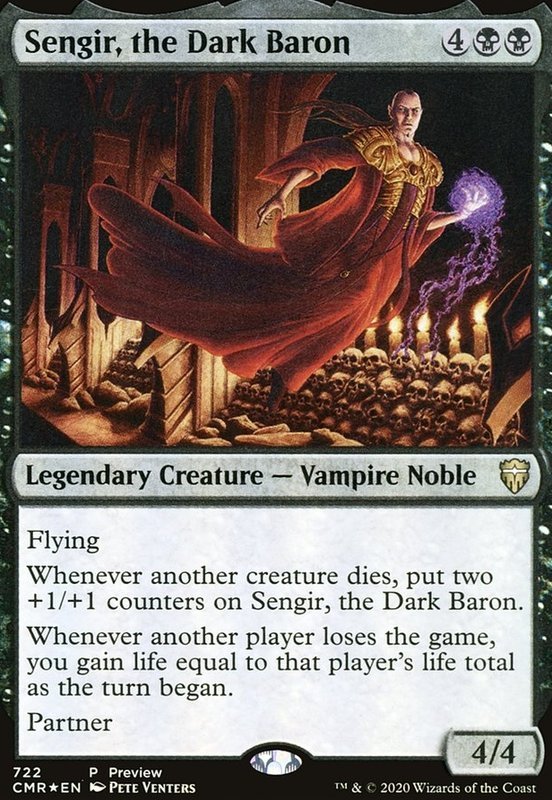 Sengir, the Dark Baron 4
Legendary Creature — Vampire Noble
Flying
Whenever another creature dies, put two
+1/+1 counters on Sengir, the Dark Baron.
Whenever another player loses the game,
you gain life equal to that player's life total
as the turn began.
Partner
4/4
722 P Preview
CMR★EN Pete Venters
™ & © 2020 Wizards of the Coast